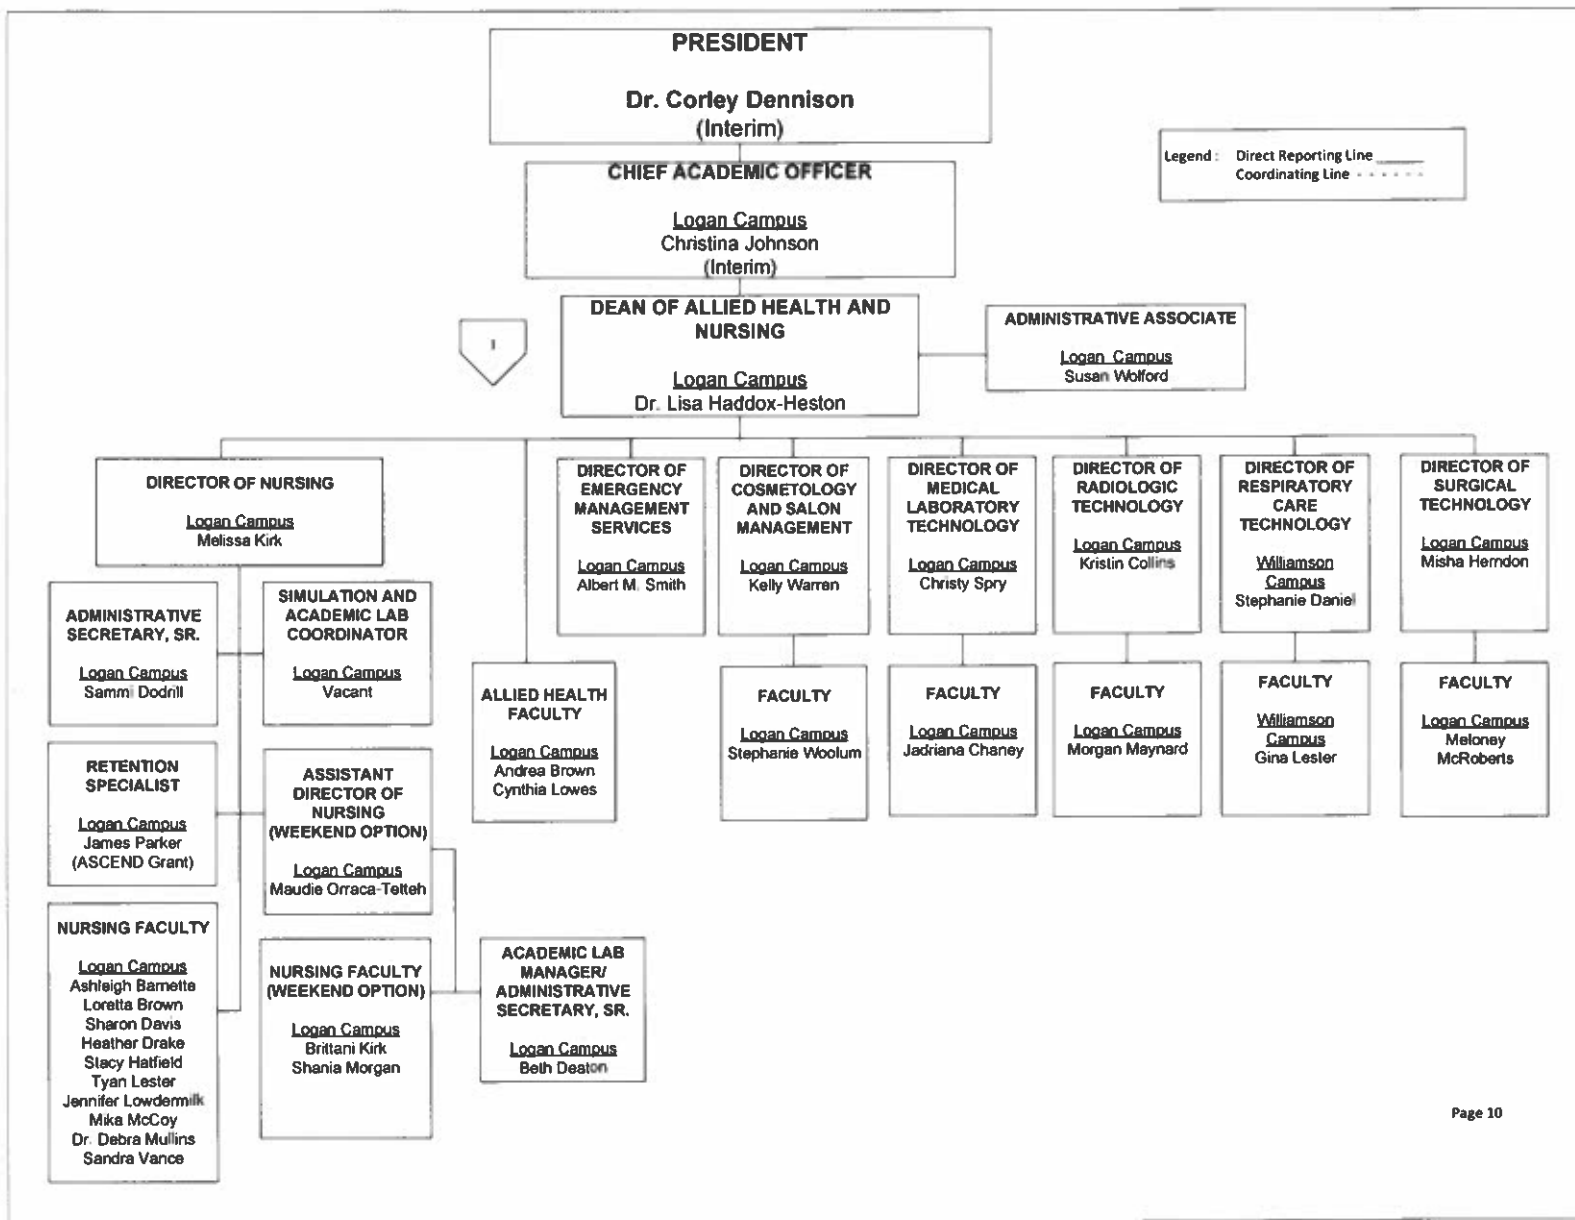 PRESIDENT
Dr. Corley Dennison
(Interim)
Legend : Direct Reporting Line ______
Coordinating Line - - - - - -
CHIEF ACADEMIC OFFICER
Logan Campus
Christina Johnson
(Interim)
DEAN OF ALLIED HEALTH AND
NURSING
Logan Campus
Dr. Lisa Haddox-Heston
I
ADMINISTRATIVE ASSOCIATE
Logan Campus
Susan Wolford
DIRECTOR OF NURSING
Logan Campus
Melissa Kirk
DIRECTOR OF
EMERGENCY
MANAGEMENT
SERVICES
Logan Campus
Albert M. Smith
DIRECTOR OF
COSMETOLOGY
AND SALON
MANAGEMENT
Logan Campus
Kelly Warren
DIRECTOR OF
MEDICAL
LABORATORY
TECHNOLOGY
Logan Campus
Christy Spry
DIRECTOR OF
RADIOLOGIC
TECHNOLOGY
Logan Campus
Kristin Collins
DIRECTOR OF
RESPIRATORY
CARE
TECHNOLOGY
Williamson
Campus
Stephanie Daniel
DIRECTOR OF
SURGICAL
TECHNOLOGY
Logan Campus
Misha Herndon
ADMINISTRATIVE
SECRETARY, SR.
Logan Campus
Sammi Dodrill
SIMULATION AND
ACADEMIC LAB
COORDINATOR
Logan Campus
Vacant
ALLIED HEALTH
FACULTY
Logan Campus
Andrea Brown
Cynthia Lowes
FACULTY
Logan Campus
Stephanie Woolum
FACULTY
Logan Campus
Jadriana Chaney
FACULTY
Logan Campus
Morgan Maynard
FACULTY
Williamson
Campus
Gina Lester
FACULTY
Logan Campus
Meloney
McRoberts
RETENTION
SPECIALIST
Logan Campus
James Parker
(ASCEND Grant)
ASSISTANT
DIRECTOR OF
NURSING
(WEEKEND OPTION)
Logan Campus
Maudie Orraca-Tetteh
NURSING FACULTY
Logan Campus
Ashleigh Barnette
Loretta Brown
Sharon Davis
Heather Drake
Stacy Hatfield
Tyan Lester
Jennifer Lowdermilk
Mika McCoy
Dr. Debra Mullins
Sandra Vance
NURSING FACULTY
(WEEKEND OPTION)
Logan Campus
Brittani Kirk
Shania Morgan
ACADEMIC LAB
MANAGER/
ADMINISTRATIVE
SECRETARY, SR.
Logan Campus
Beth Deaton
Page 10